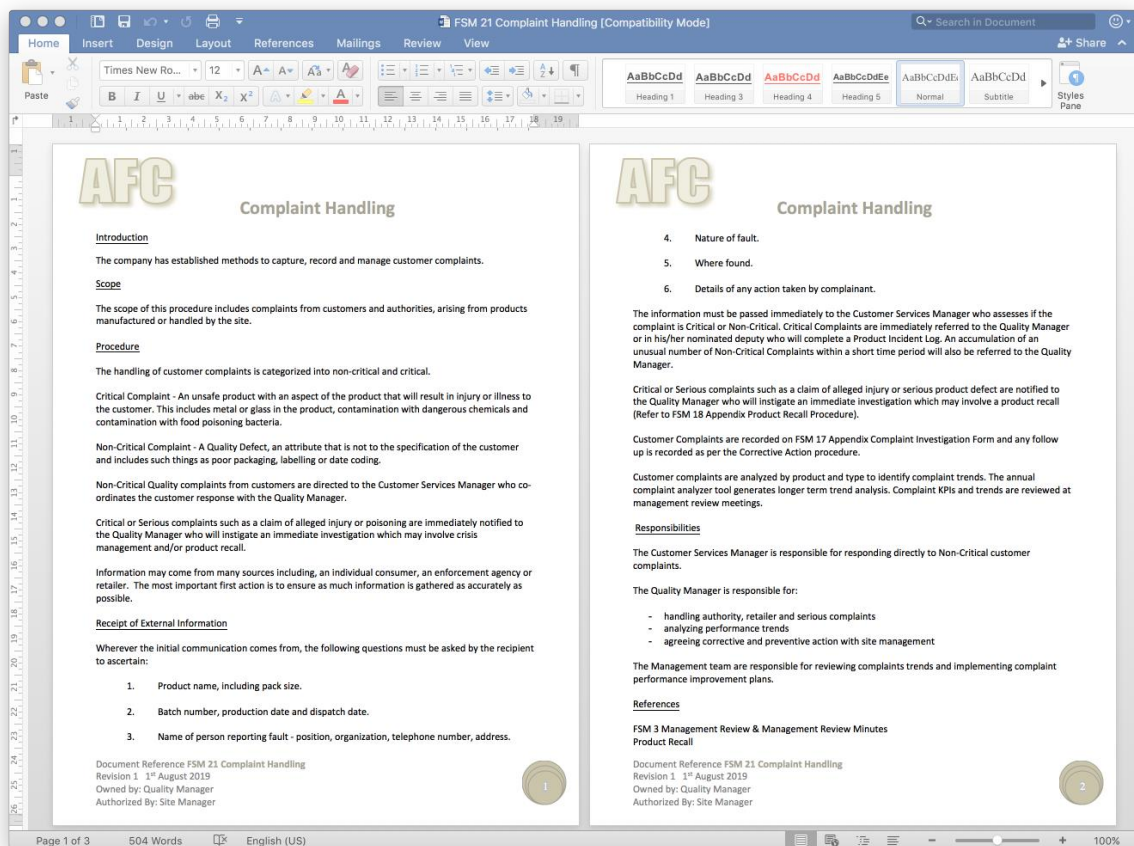 FSM 21 Complaint Handling [Compatibility Mode]
Search in Document
Home Insert Design Layout References Mailings Review View
Share
Paste
Times New Ro... 12
B I U abc X₂ X²
AaBbCcDd AaBbCcDd AaBbCcDd AaBbCcDdEe AaBbCcDdEe AaBbCcDd
Heading 1 Heading 3 Heading 4 Heading 5 Normal Subtitle
Styles
Pane
AFC
Complaint Handling
Introduction
The company has established methods to capture, record and manage customer complaints.
Scope
The scope of this procedure includes complaints from customers and authorities, arising from products
manufactured or handled by the site.
Procedure
The handling of customer complaints is categorized into non-critical and critical.
Critical Complaint - An unsafe product with an aspect of the product that will result in injury or illness to
the customer. This includes metal or glass in the product, contamination with dangerous chemicals and
contamination with food poisoning bacteria.
Non-Critical Complaint - A Quality Defect, an attribute that is not to the specification of the customer
and includes such things as poor packaging, labelling or date coding.
Non-Critical Quality complaints from customers are directed to the Customer Services Manager who co-
ordinates the customer response with the Quality Manager.
Critical or Serious complaints such as a claim of alleged injury or poisoning are immediately notified to
the Quality Manager who will instigate an immediate investigation which may involve crisis
management and/or product recall.
Information may come from many sources including, an individual consumer, an enforcement agency or
retailer. The most important first action is to ensure as much information is gathered as accurately as
possible.
Receipt of External Information
Wherever the initial communication comes from, the following questions must be asked by the recipient
to ascertain:
1. Product name, including pack size.
2. Batch number, production date and dispatch date.
3. Name of person reporting fault - position, organization, telephone number, address.
Document Reference FSM 21 Complaint Handling
Revision 1 1st August 2019
Owned by: Quality Manager
Authorized By: Site Manager
1
AFC
Complaint Handling
4. Nature of fault.
5. Where found.
6. Details of any action taken by complainant.
The information must be passed immediately to the Customer Services Manager who assesses if the
complaint is Critical or Non-Critical. Critical Complaints are immediately referred to the Quality Manager
or in his/her nominated deputy who will complete a Product Incident Log. An accumulation of an
unusual number of Non-Critical Complaints within a short time period will also be referred to the Quality
Manager.
Critical or Serious complaints such as a claim of alleged injury or serious product defect are notified to
the Quality Manager who will instigate an immediate investigation which may involve a product recall
(Refer to FSM 18 Appendix Product Recall Procedure).
Customer Complaints are recorded on FSM 17 Appendix Complaint Investigation Form and any follow
up is recorded as per the Corrective Action procedure.
Customer complaints are analyzed by product and type to identify complaint trends. The annual
complaint analyzer tool generates longer term trend analysis. Complaint KPIs and trends are reviewed at
management review meetings.
Responsibilities
The Customer Services Manager is responsible for responding directly to Non-Critical customer
complaints.
The Quality Manager is responsible for:
- handling authority, retailer and serious complaints
- analyzing performance trends
- agreeing corrective and preventive action with site management
The Management team are responsible for reviewing complaints trends and implementing complaint
performance improvement plans.
References
FSM 3 Management Review & Management Review Minutes
Product Recall
Document Reference FSM 21 Complaint Handling
Revision 1 1st August 2019
Owned by: Quality Manager
Authorized By: Site Manager
2
Page 1 of 3 504 Words English (US) 100%